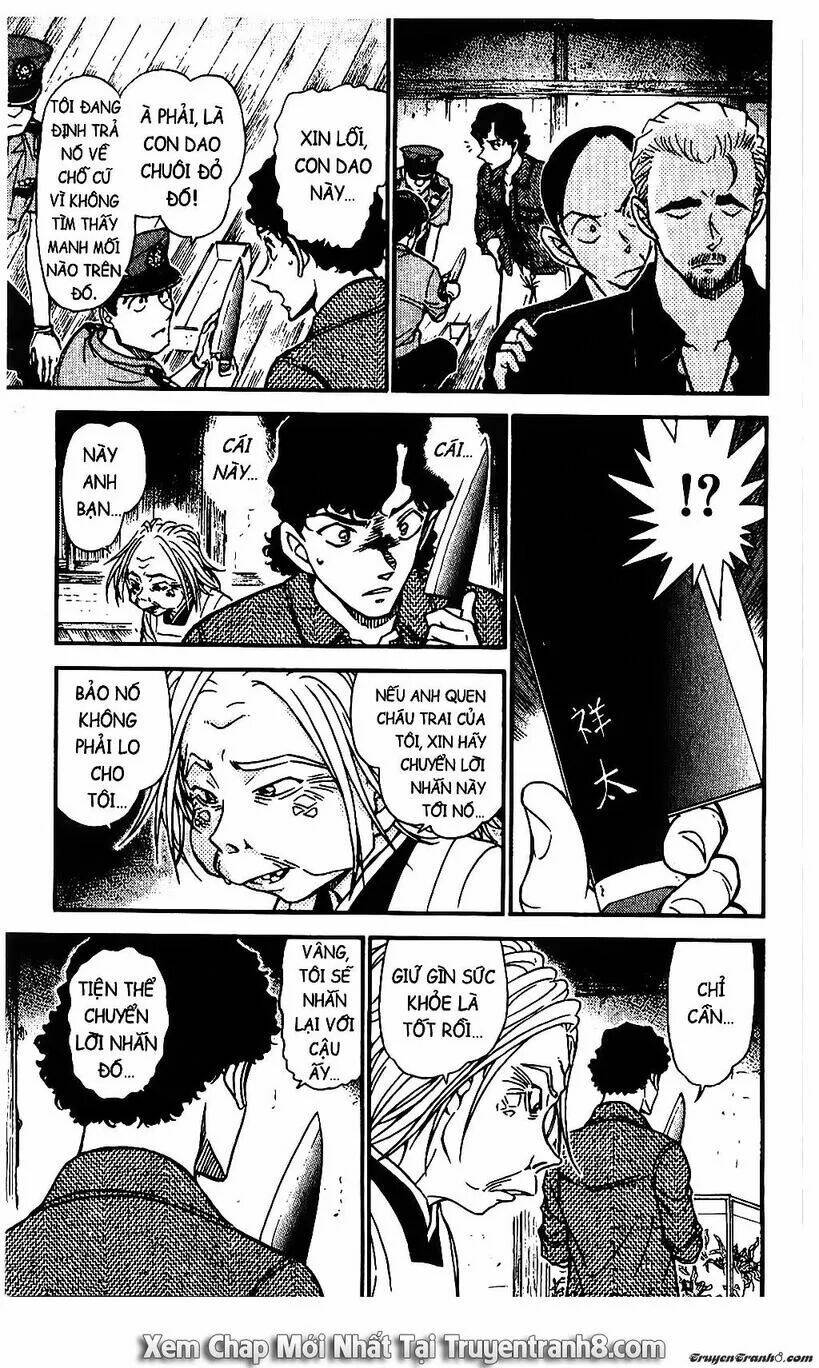 XIN LỖI,
CON DAO
NÀY...
À PHẢI, LÀ
CON DAO
CHUÔI ĐỎ
ĐÓ!
TÔI ĐANG
ĐỊNH TRẢ
NÓ VỀ
CHỖ CŨ
VÌ KHÔNG
TÌM THẤY
MANH MỐI
NÀO TRÊN
ĐÓ.
!?
祥
太
CÁI...
CÁI
NÀY...
NÀY
ANH
BẠN...
NẾU ANH QUEN
CHÁU TRAI CỦA
TÔI, XIN HÃY
CHUYỂN LỜI
NHẮN NÀY
TỚI NÓ...
BẢO NÓ
KHÔNG
PHẢI LO
CHO
TÔI...
CHỈ
CẦN...
GIỮ GÌN SỨC
KHỎE LÀ
TỐT RỒI...
VÂNG,
TÔI SẼ
NHẮN
LẠI VỚI
CẬU
ẤY...
TIỆN THỂ
CHUYỂN
LỜI NHẮN
ĐÓ...
Xem Chap Mới Nhất Tại Truyentranh8.com
TruyenTranh8.com